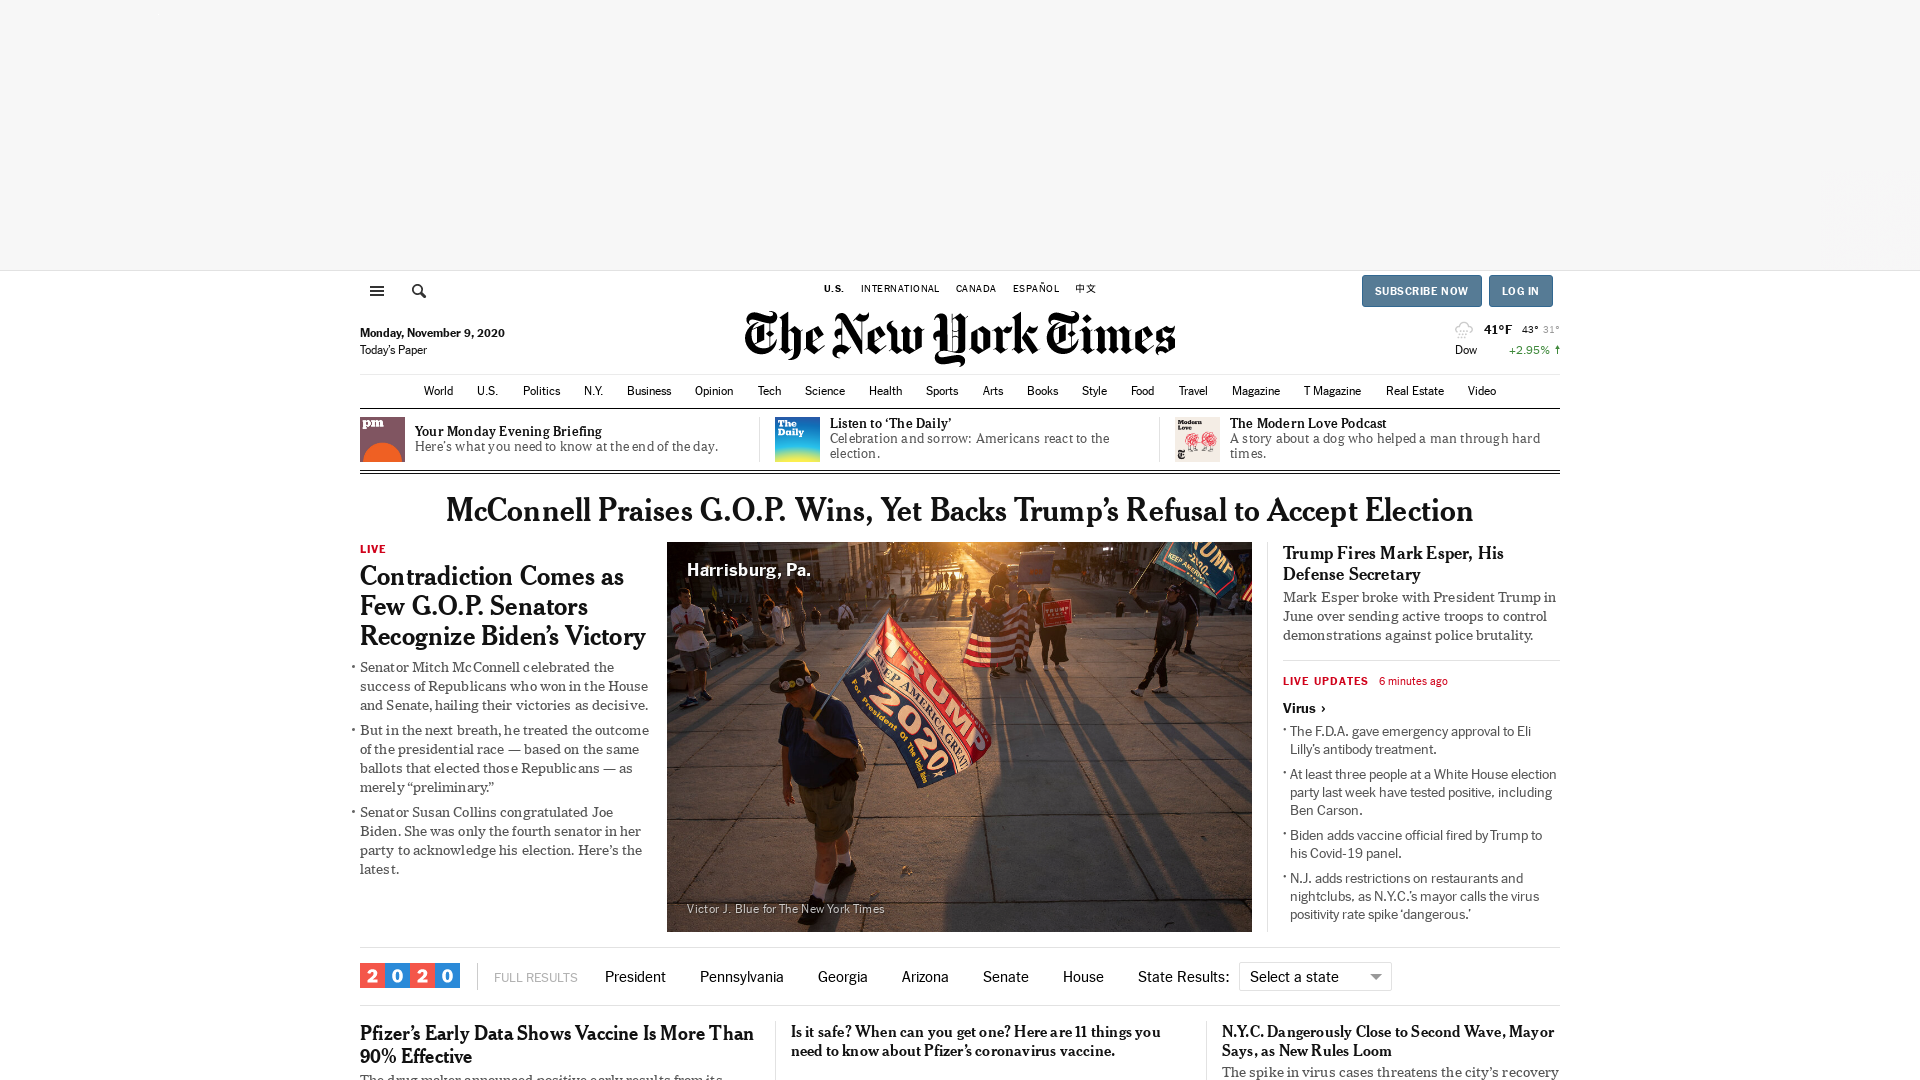 U.S. INTERNATIONAL CANADA ESPAÑOL 中文
SUBSCRIBE NOW LOG IN
Monday, November 9, 2020
Today's Paper
The New York Times
41°F 43° 31°
Dow +2.95% ↑
World U.S. Politics N.Y. Business Opinion Tech Science Health Sports Arts Books Style Food Travel Magazine T Magazine Real Estate Video
pm
Your Monday Evening Briefing
Here's what you need to know at the end of the day.
The
Daily
Listen to ‘The Daily’
Celebration and sorrow: Americans react to the
election.
Modern
Love
The Modern Love Podcast
A story about a dog who helped a man through hard
times.
McConnell Praises G.O.P. Wins, Yet Backs Trump’s Refusal to Accept Election
LIVE
Contradiction Comes as
Few G.O.P. Senators
Recognize Biden’s Victory
• Senator Mitch McConnell celebrated the
success of Republicans who won in the House
and Senate, hailing their victories as decisive.
• But in the next breath, he treated the outcome
of the presidential race — based on the same
ballots that elected those Republicans — as
merely “preliminary.”
• Senator Susan Collins congratulated Joe
Biden. She was only the fourth senator in her
party to acknowledge his election. Here’s the
latest.
Harrisburg, Pa.
TRUMP
2020
KEEP AMERICA
TRUMP
TRUMP
KEEP AMERICA GREAT
2020
For President Of The
Victor J. Blue for The New York Times
Trump Fires Mark Esper, His
Defense Secretary
Mark Esper broke with President Trump in
June over sending active troops to control
demonstrations against police brutality.
LIVE UPDATES 6 minutes ago
Virus ›
• The F.D.A. gave emergency approval to Eli
Lilly’s antibody treatment.
• At least three people at a White House election
party last week have tested positive, including
Ben Carson.
• Biden adds vaccine official fired by Trump to
his Covid-19 panel.
• N.J. adds restrictions on restaurants and
nightclubs, as N.Y.C.’s mayor calls the virus
positivity rate spike ‘dangerous.’
2020 FULL RESULTS President Pennsylvania Georgia Arizona Senate House State Results: Select a state
Pfizer’s Early Data Shows Vaccine Is More Than
90% Effective
The drug maker announced positive early results from its
Is it safe? When can you get one? Here are 11 things you
need to know about Pfizer’s coronavirus vaccine.
N.Y.C. Dangerously Close to Second Wave, Mayor
Says, as New Rules Loom
The spike in virus cases threatens the city’s recovery